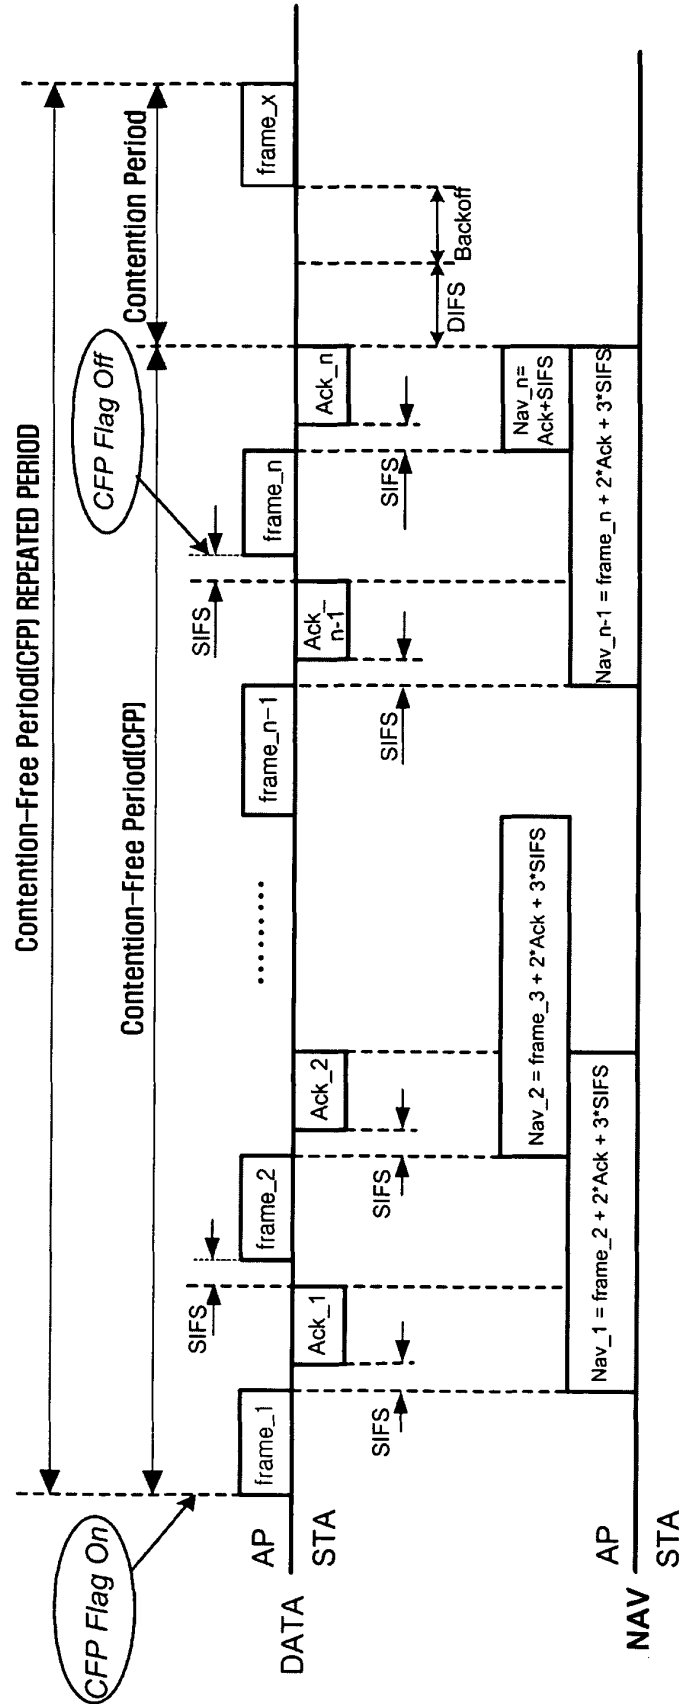 Contention-Free Period(CFP) REPEATED PERIOD
Contention-Free Period(CFP)
Contention Period
CFP Flag On
CFP Flag Off
SIFS
SIFS
DATA
AP
STA
frame_1
frame_2
.........
frame_n-1
frame_n
frame_x
Ack_1
Ack_2
Ack_
n-1
Ack_n
SIFS
SIFS
SIFS
SIFS
DIFS
Backoff
Nav_2 = frame_3 + 2*Ack + 3*SIFS
Nav_n=
Ack+SIFS
Nav_1 = frame_2 + 2*Ack + 3*SIFS
Nav_n-1 = frame_n + 2*Ack + 3*SIFS
NAV
AP
STA